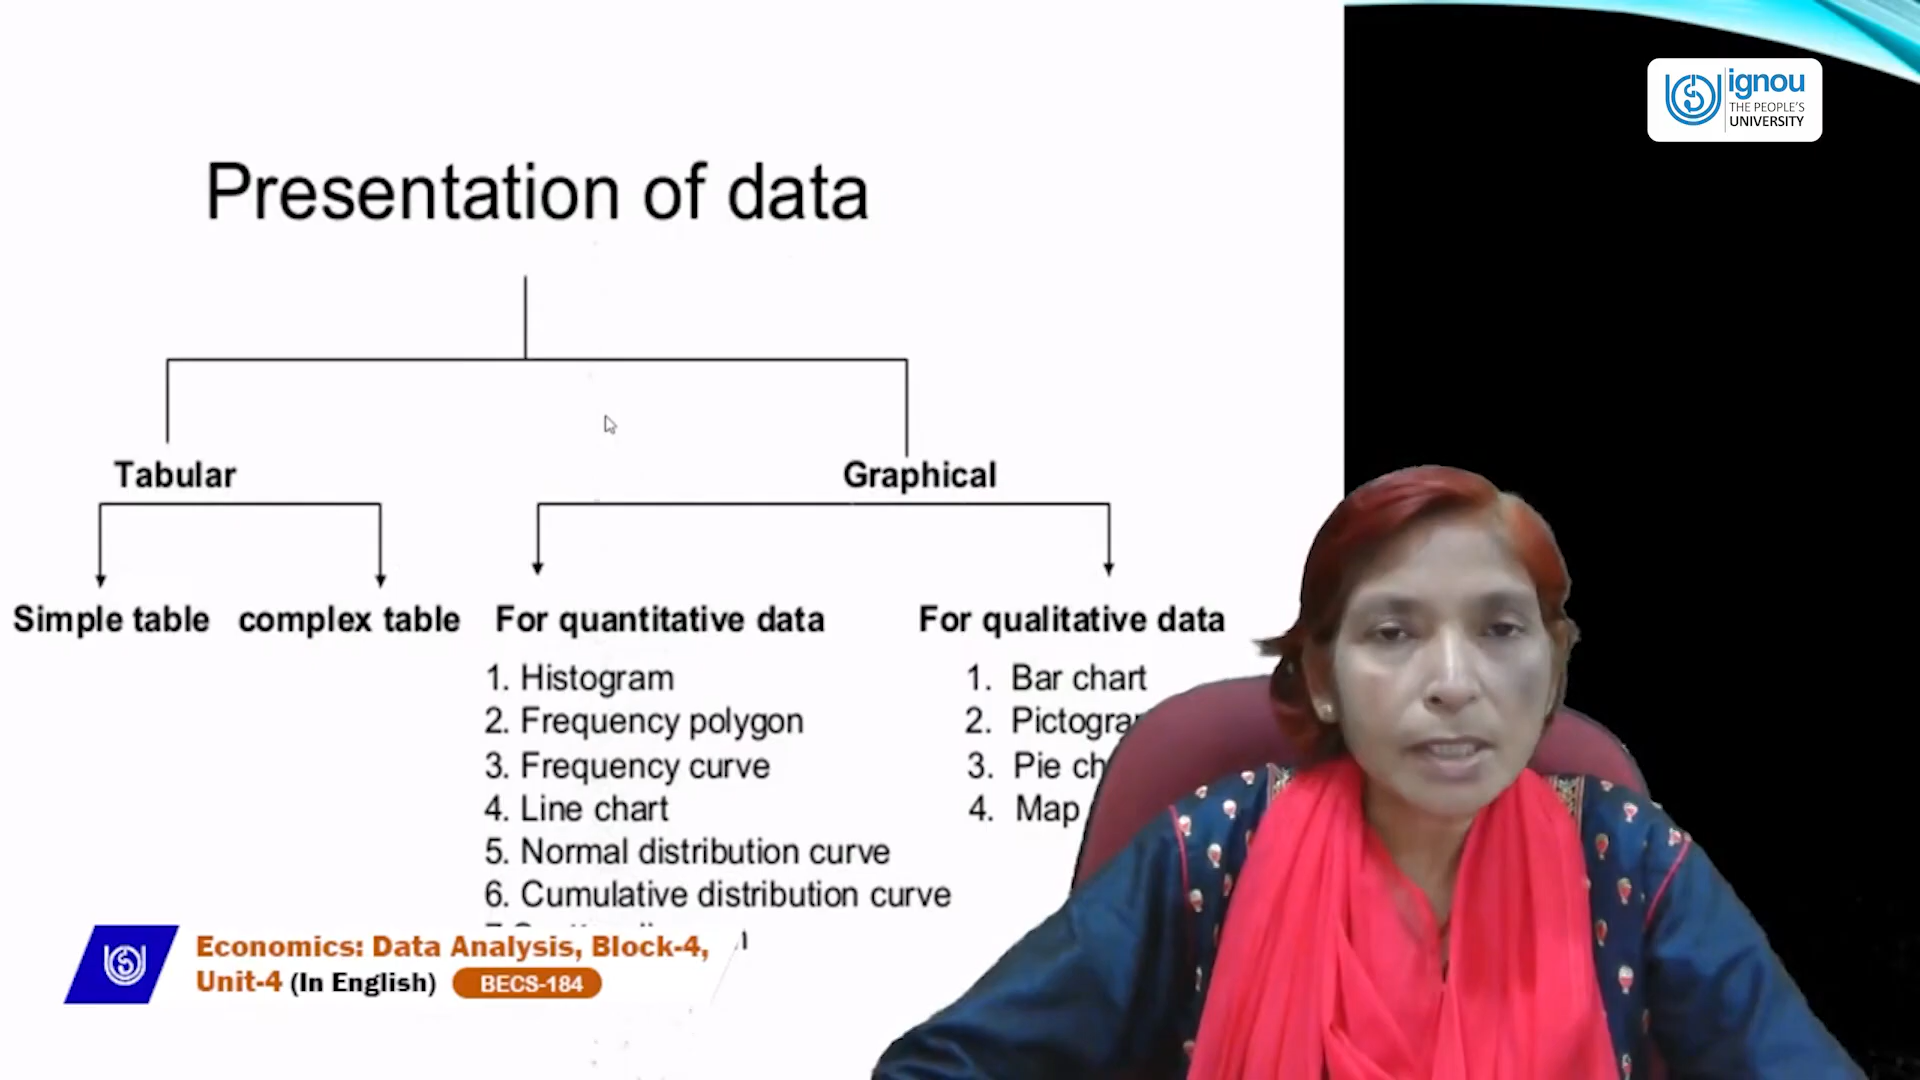 ignou
THE PEOPLE'S
UNIVERSITY
Presentation of data
Tabular
Graphical
Simple table
complex table
For quantitative data
For qualitative data
1. Histogram
2. Frequency polygon
3. Frequency curve
4. Line chart
5. Normal distribution curve
6. Cumulative distribution curve
1. Bar chart
2.
3. Pie
4. Map
Economics: Data Analysis, Block-4,
Unit-4 (In English) BECS-184